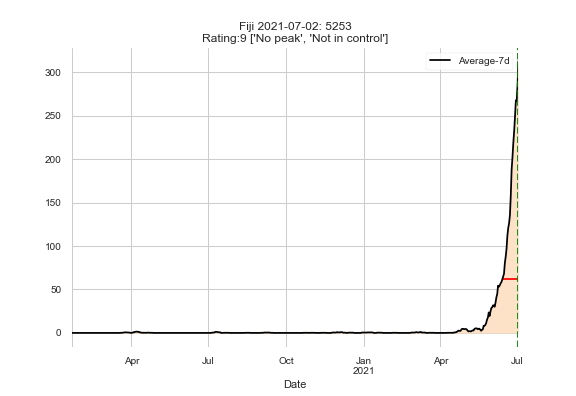 Fiji 2021-07-02: 5253
Rating:9 ['No peak', 'Not in control']
Average-7d
300
250
200
150
100
50
0
Apr Jul Oct Jan Apr Jul
2021
Date